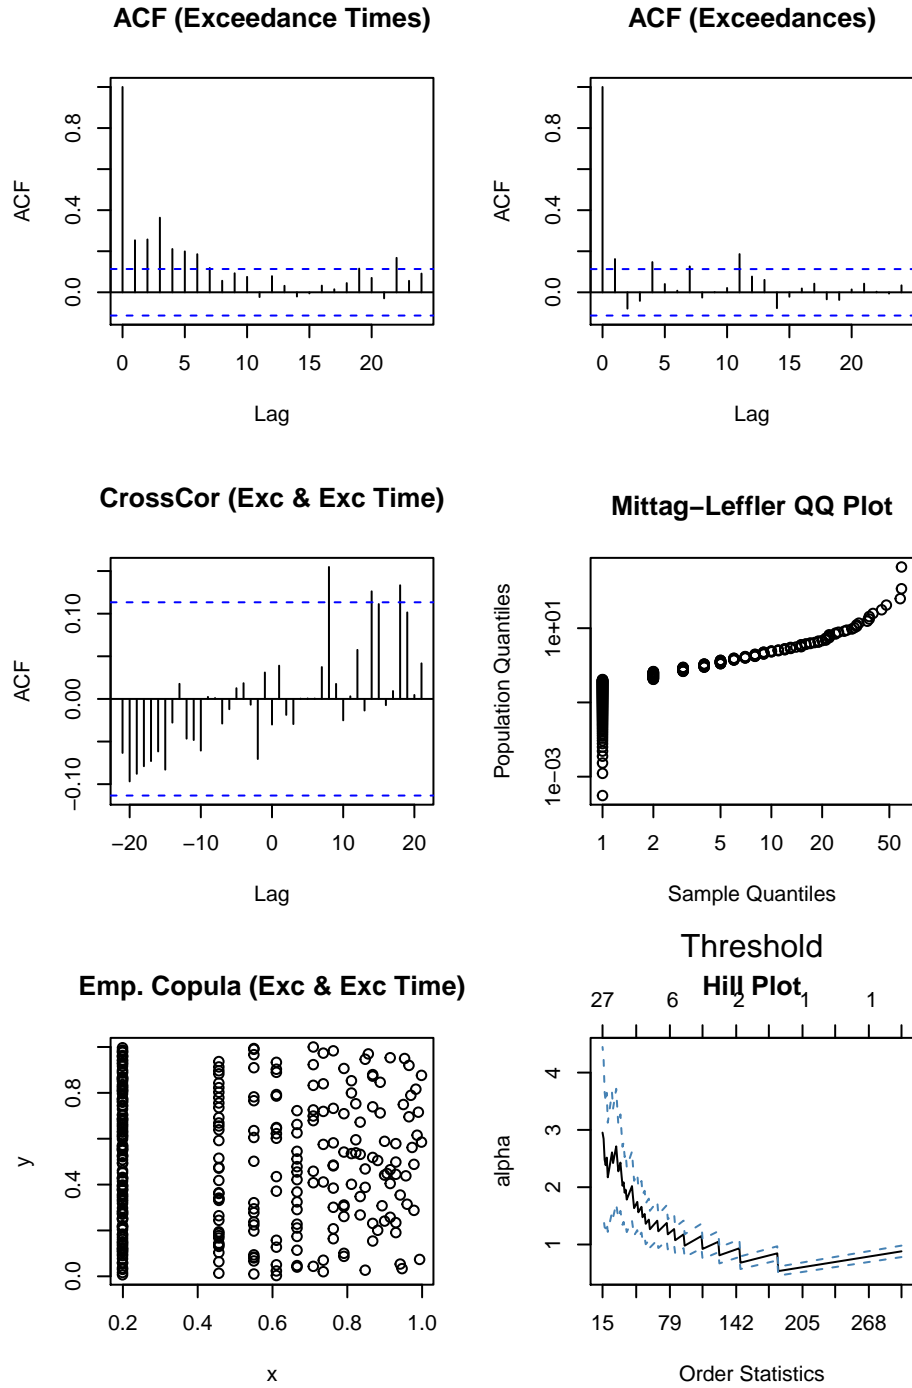 ACF (Exceedance Times)
ACF
0.0 0.4 0.8
0 5 10 15 20
Lag
ACF (Exceedances)
ACF
0.0 0.4 0.8
0 5 10 15 20
Lag
CrossCor (Exc & Exc Time)
ACF
−0.10 0.00 0.10
−20 −10 0 10 20
Lag
Mittag−Leffler QQ Plot
Population Quantiles
1e−03 1e+01
1 2 5 10 20 50
Sample Quantiles
Emp. Copula (Exc & Exc Time)
y
0.0 0.4 0.8
0.2 0.4 0.6 0.8 1.0
x
Threshold
Hill Plot
27 6 2 1 1
alpha
1 2 3 4
15 79 142 205 268
Order Statistics